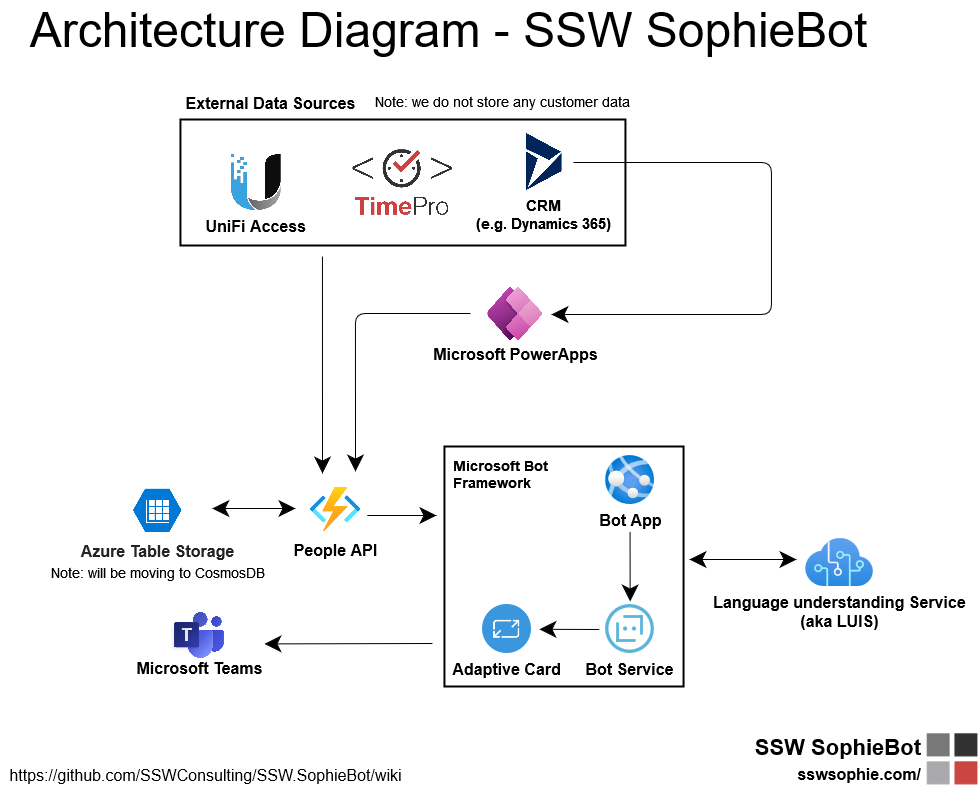 Architecture Diagram - SSW SophieBot
External Data Sources
Note: we do not store any customer data
UniFi Access
TimePro
CRM
(e.g. Dynamics 365)
Microsoft PowerApps
Microsoft Bot
Framework
Bot App
Azure Table Storage
Note: will be moving to CosmosDB
People API
Language understanding Service
(aka LUIS)
T
Microsoft Teams
Adaptive Card
Bot Service
SSW SophieBot
sswsophie.com/
https://github.com/SSWConsulting/SSW.SophieBot/wiki